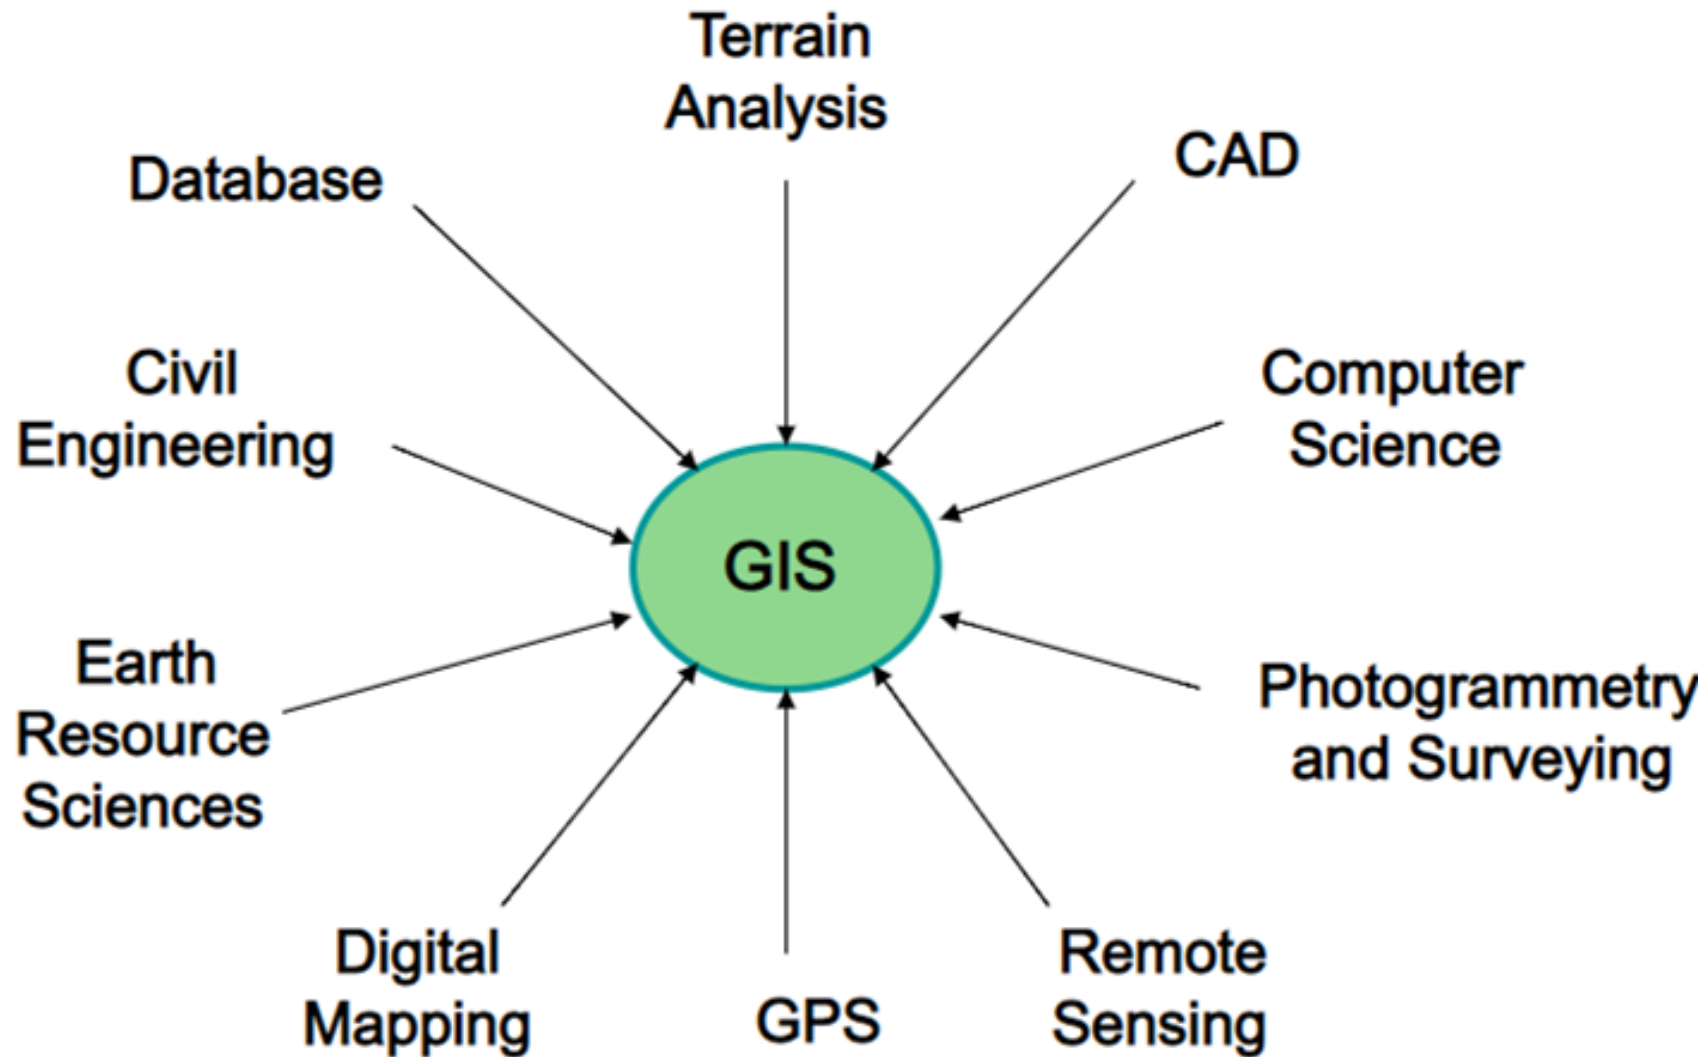 Terrain
Analysis
CAD
Database
Civil
Engineering
Computer
Science
GIS
Earth
Resource
Sciences
Photogrammetry
and Surveying
Digital
Mapping
GPS
Remote
Sensing